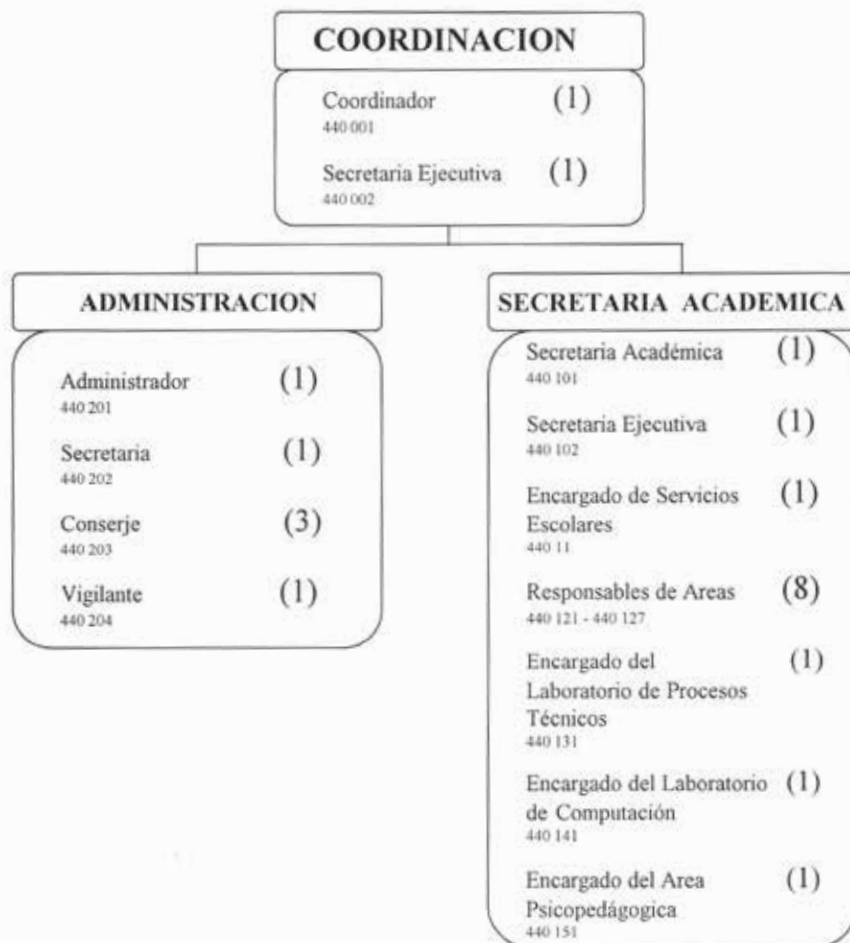 COORDINACION
Coordinador (1)
440 001
Secretaria Ejecutiva (1)
440 002
ADMINISTRACION
Administrador (1)
440 201
Secretaria (1)
440 202
Conserje (3)
440 203
Vigilante (1)
440 204
SECRETARIA ACADEMICA
Secretaria Académica (1)
440 101
Secretaria Ejecutiva (1)
440 102
Encargado de Servicios (1)
Escolares
440 11
Responsables de Areas (8)
440 121 - 440 127
Encargado del (1)
Laboratorio de Procesos
Técnicos
440 131
Encargado del Laboratorio (1)
de Computación
440 141
Encargado del Area (1)
Psicopedágogica
440 151